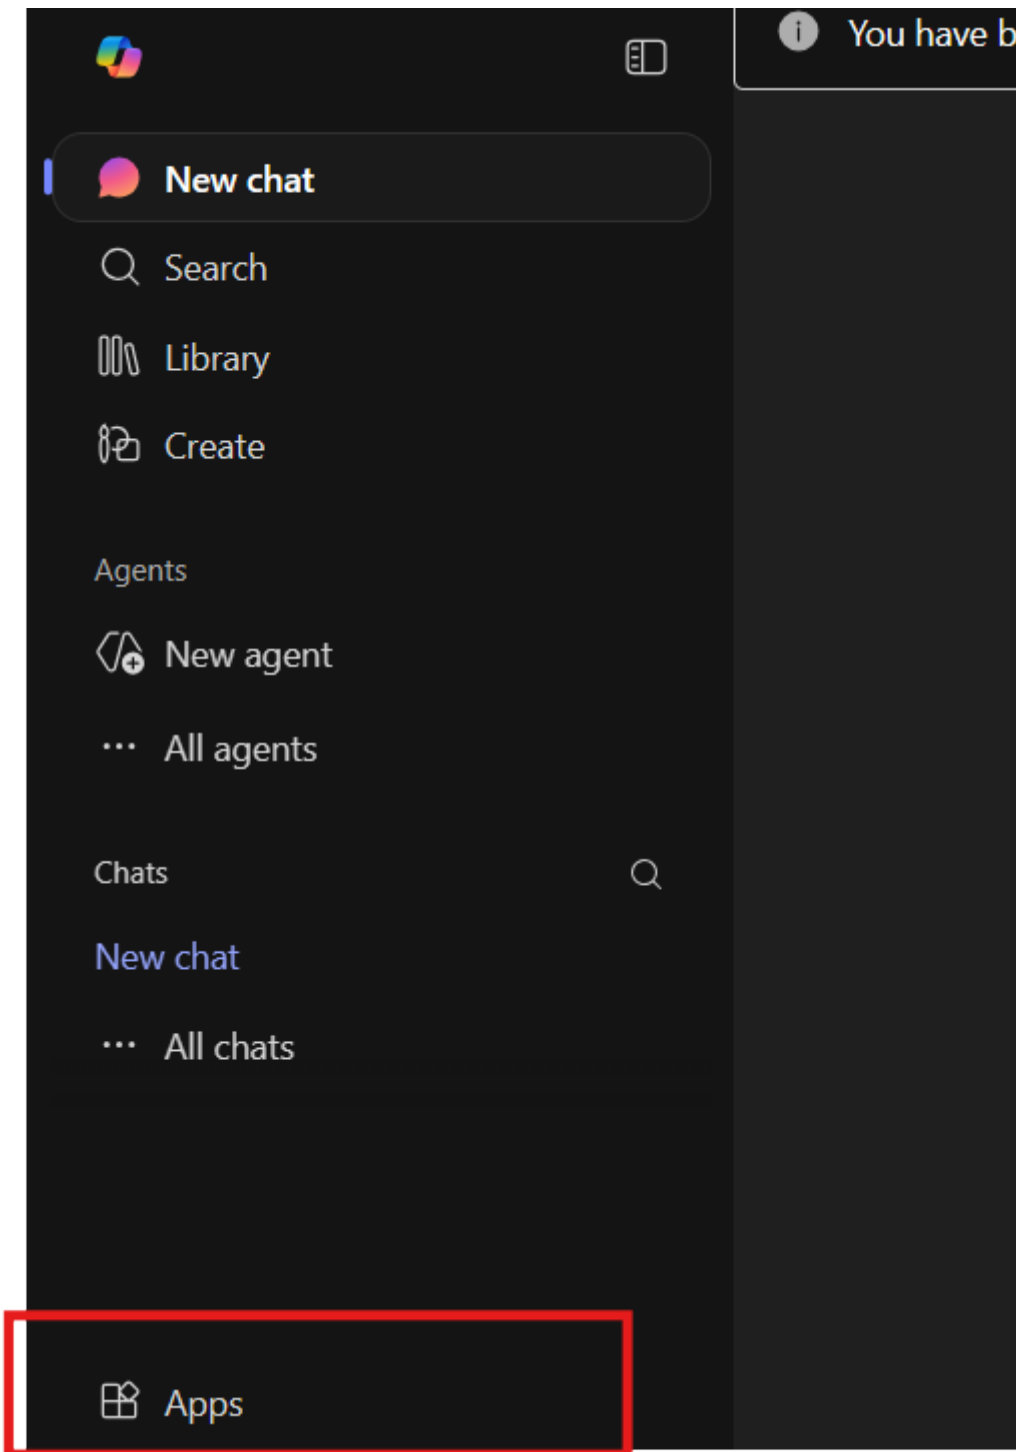 You have b
New chat
Search
Library
Create
Agents
New agent
All agents
Chats
New chat
All chats
Apps